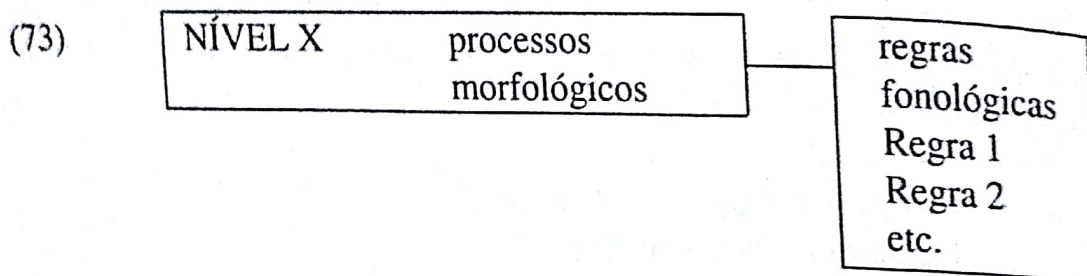 (73)
NÍVEL X processos
morfológicos
regras
fonológicas
Regra 1
Regra 2
etc.